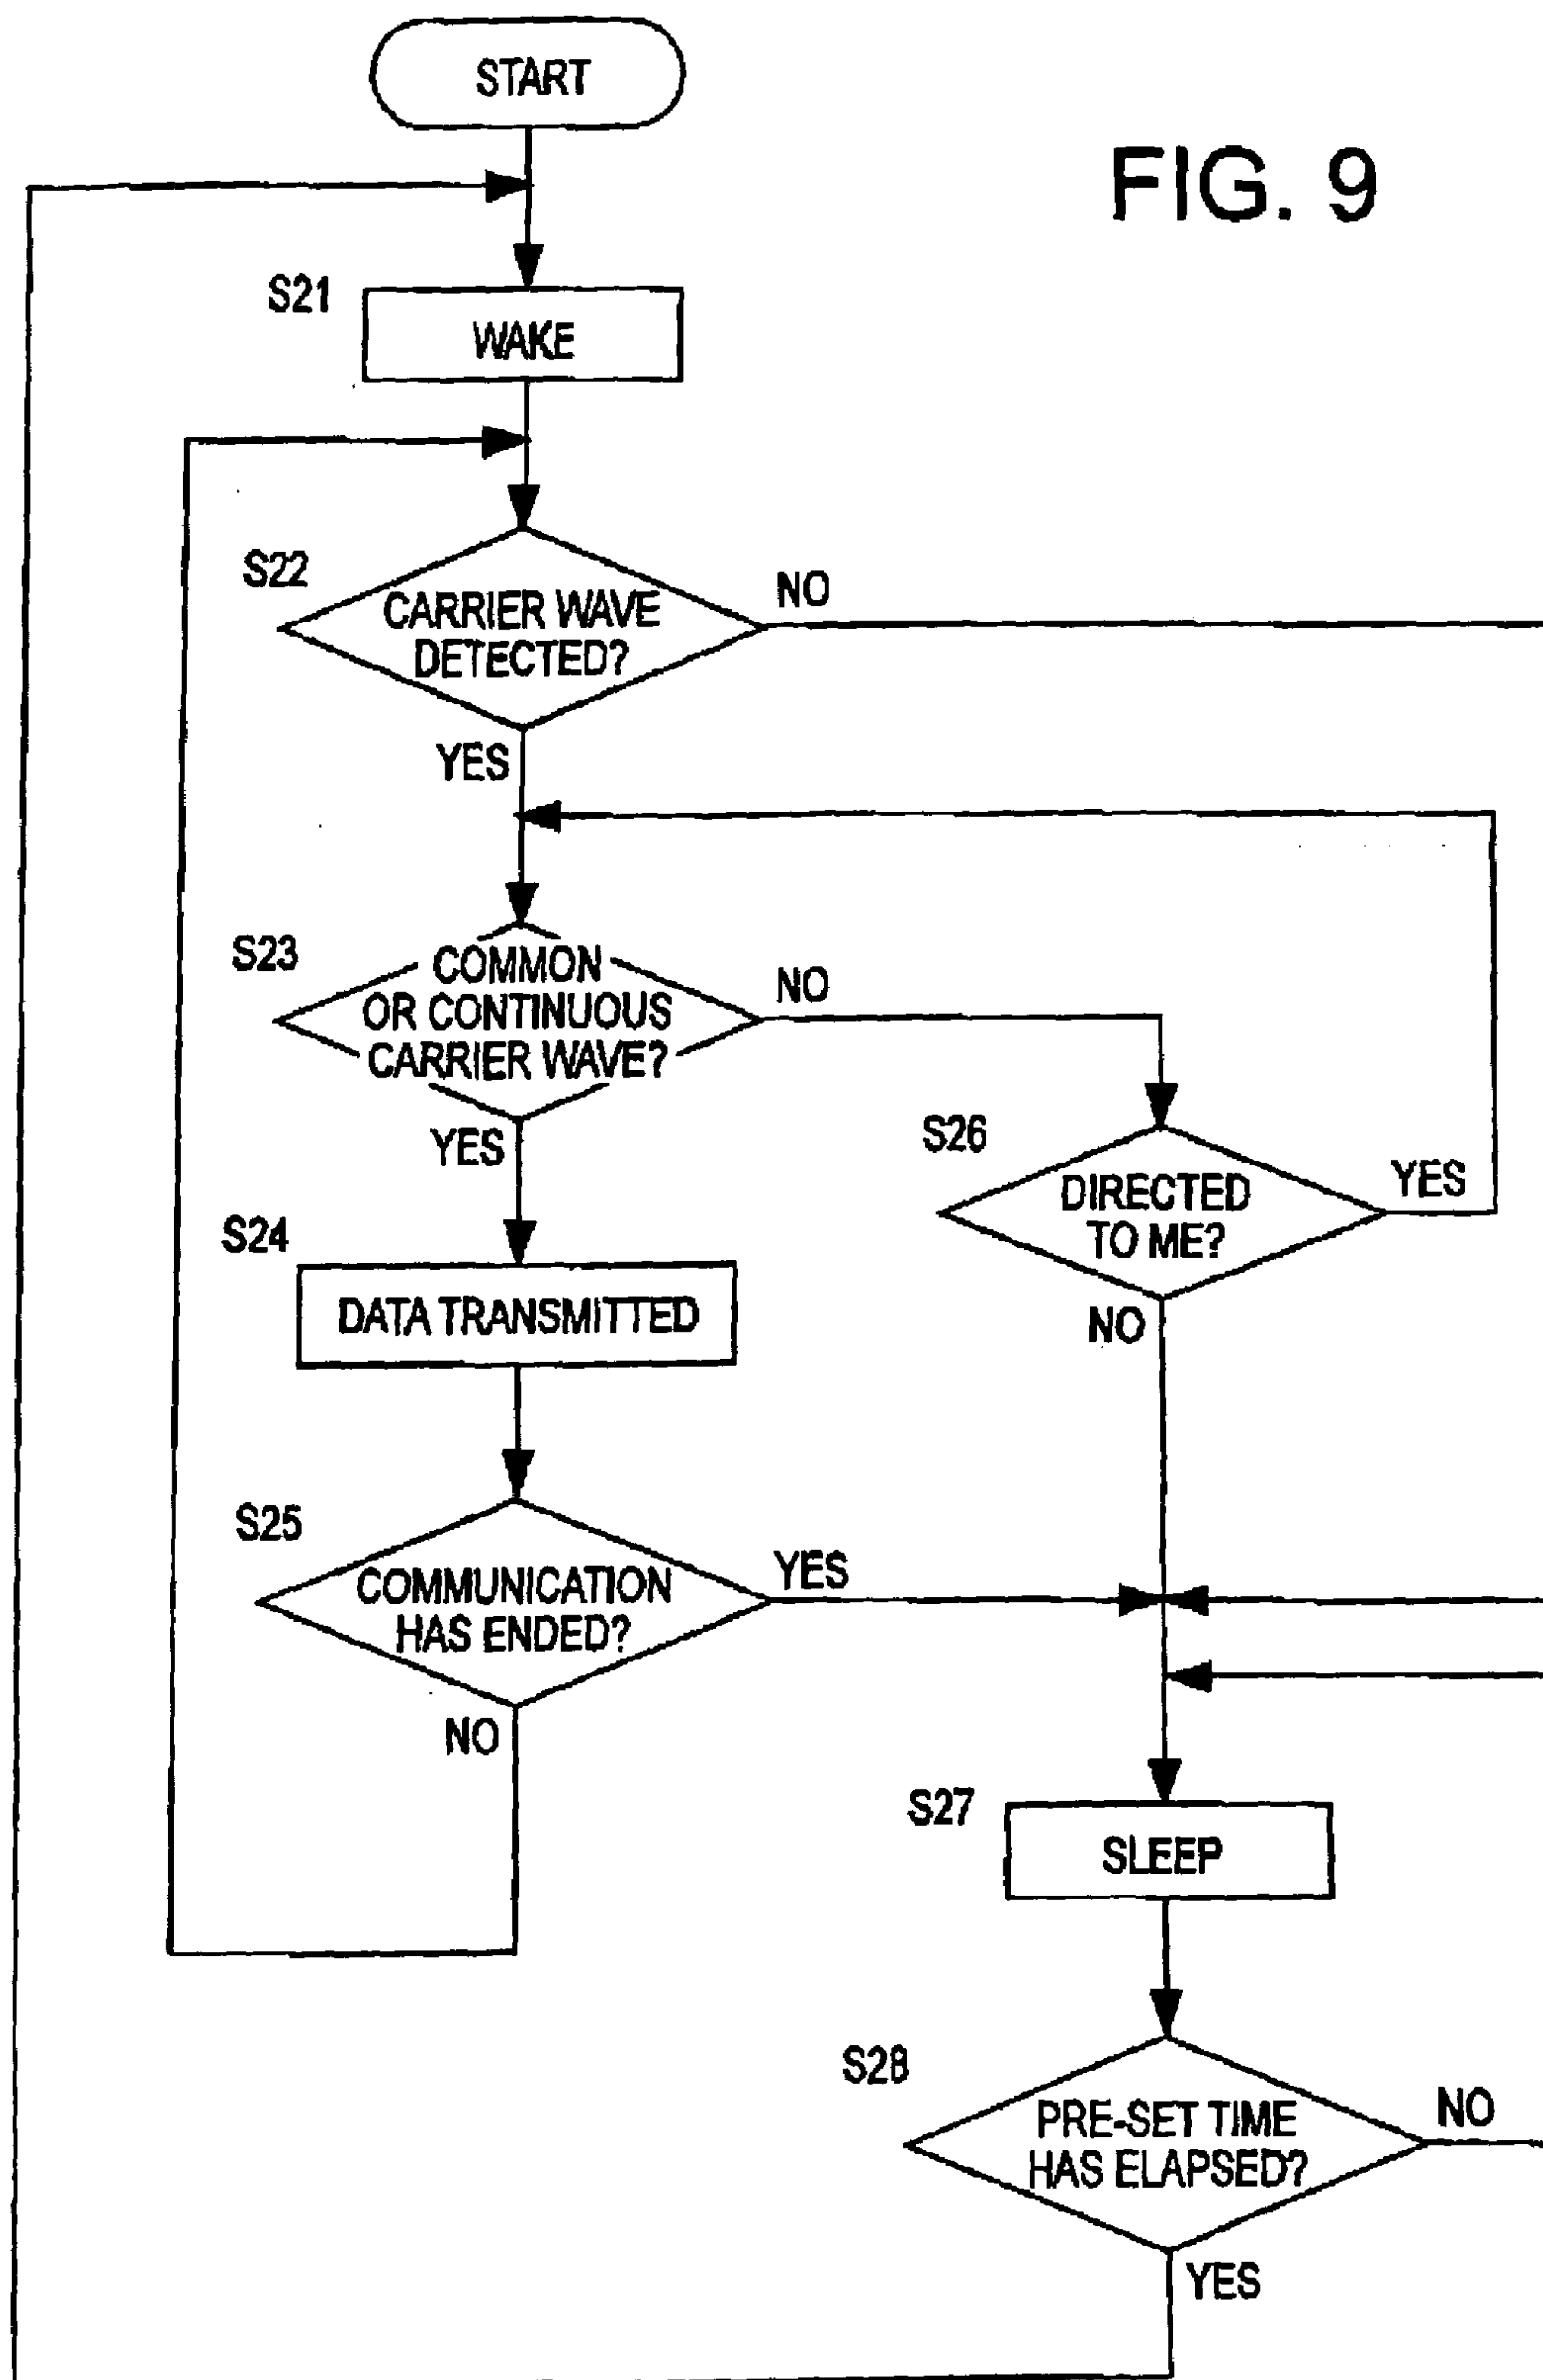 START
FIG. 9
S21
WAKE
S22
CARRIER WAVE
DETECTED?
NO
YES
S23
COMMON
OR CONTINUOUS
CARRIER WAVE?
NO
YES
S26
DIRECTED
TO ME?
YES
NO
S24
DATA TRANSMITTED
S25
COMMUNICATION
HAS ENDED?
YES
NO
S27
SLEEP
S28
PRE-SET TIME
HAS ELAPSED?
NO
YES